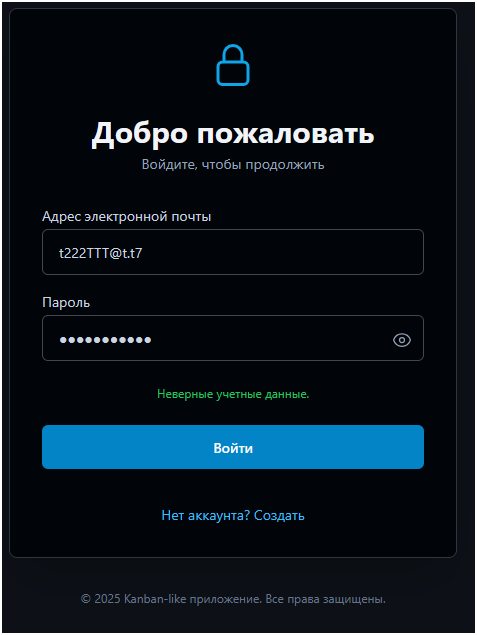 Добро пожаловать
Войдите, чтобы продолжить
Адрес электронной почты
t222TTT@t.t7
Пароль
●●●●●●●●●●●
Неверные учетные данные.
Войти
Нет аккаунта? Создать
© 2025 Kanban-like приложение. Все права защищены.